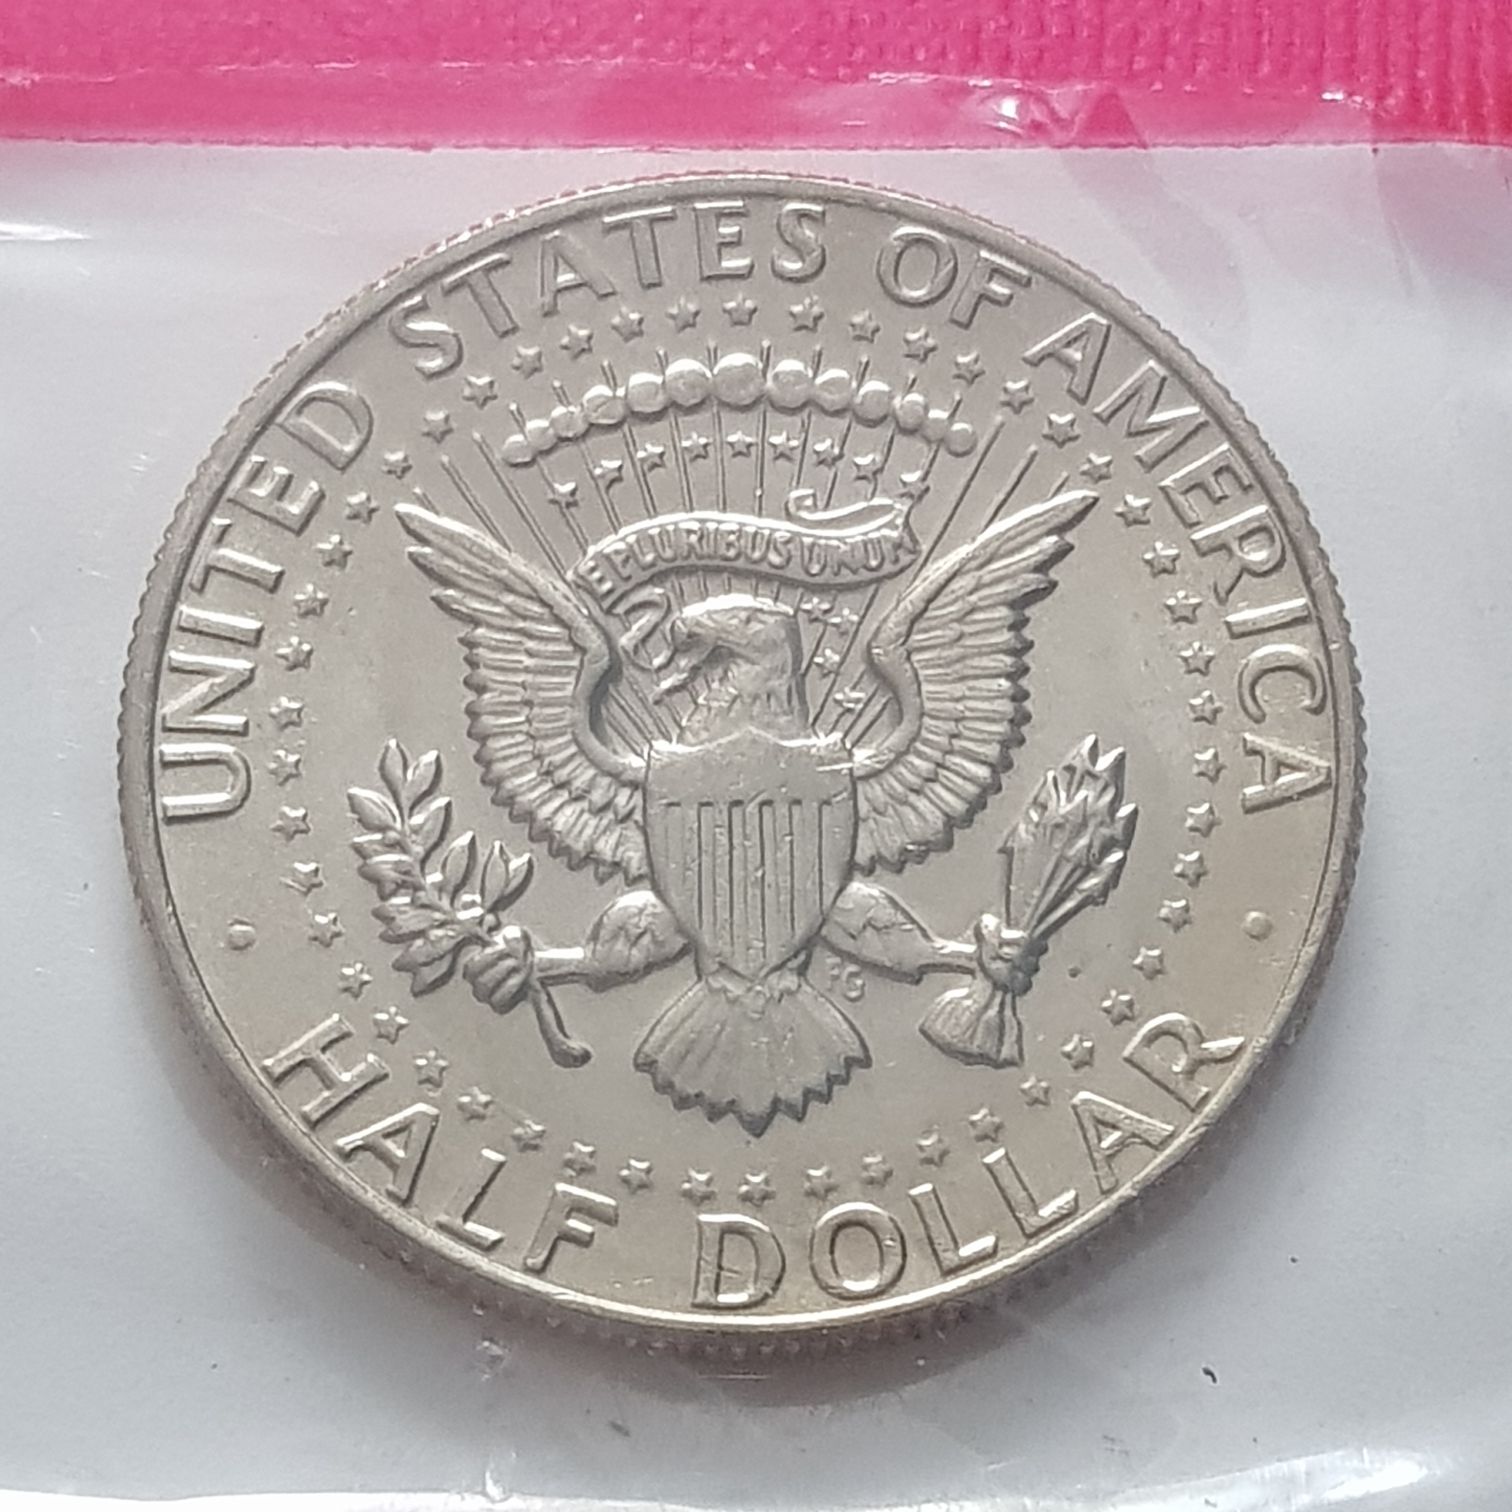 UNITED STATES OF AMERICA
E PLURIBUS UNUM
FG
HALF DOLLAR